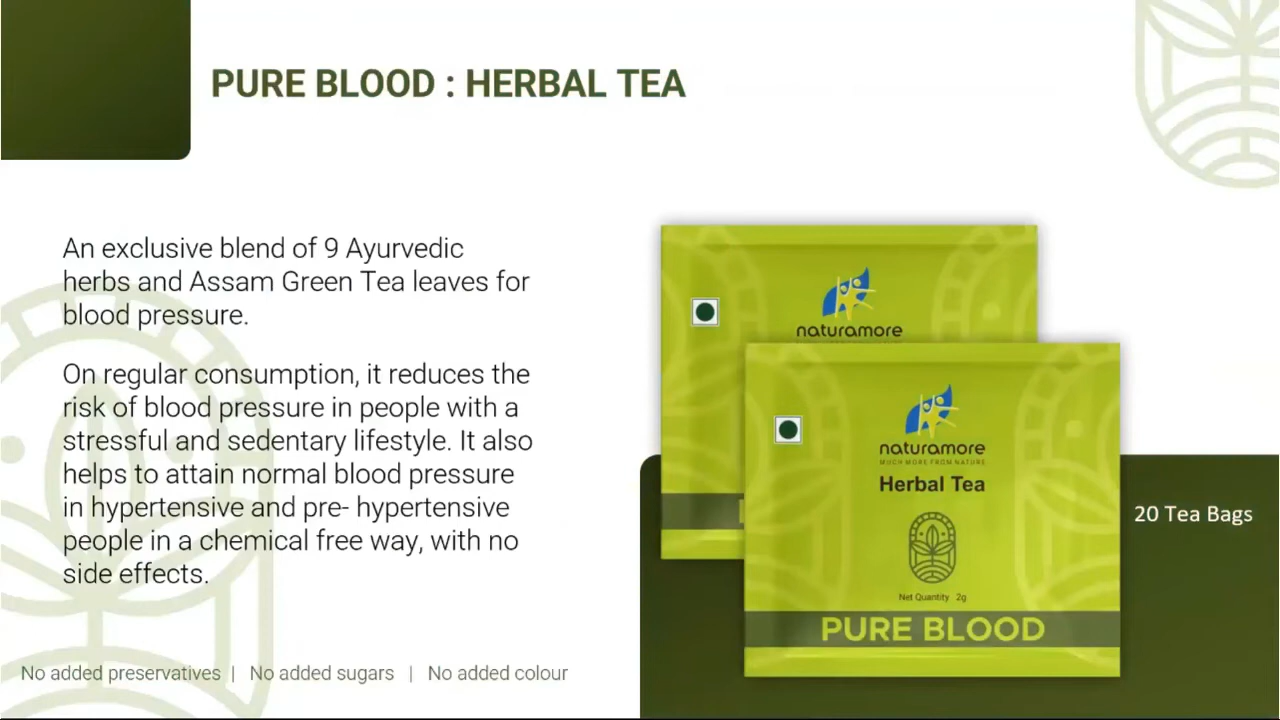 PURE BLOOD : HERBAL TEA
An exclusive blend of 9 Ayurvedic
herbs and Assam Green Tea leaves for
blood pressure.
On regular consumption, it reduces the
risk of blood pressure in people with a
stressful and sedentary lifestyle. It also
helps to attain normal blood pressure
in hypertensive and pre- hypertensive
people in a chemical free way, with no
side effects.
No added preservatives | No added sugars | No added colour
naturamore
naturamore
MUCH MORE FROM NATURE
Herbal Tea
Net Quantity 2g
PURE BLOOD
20 Tea Bags